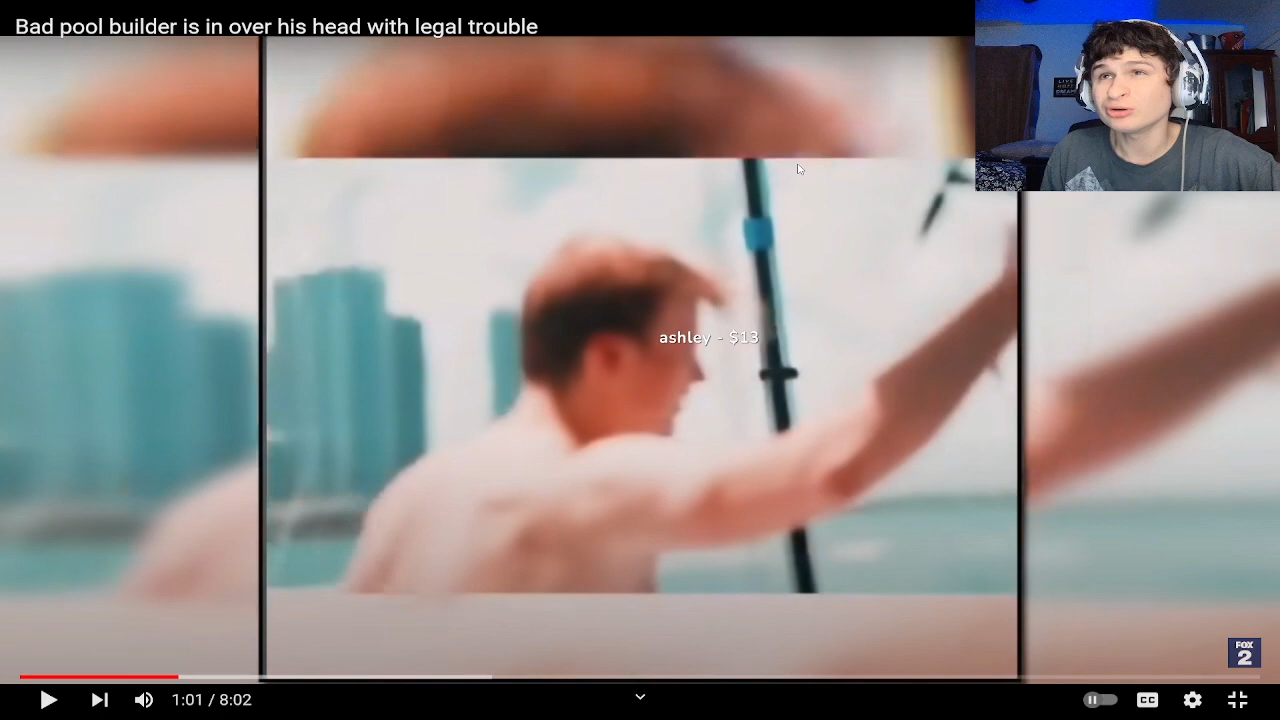 Bad pool builder is in over his head with legal trouble
ashley - $13
FOX
2
1:01 / 8:02
CC